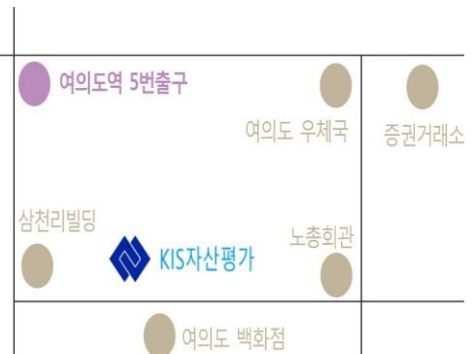 여의도역 5번출구
여의도 우체국
증권거래소
삼천리빌딩
KIS자산평가
노총회관
여의도 백화점